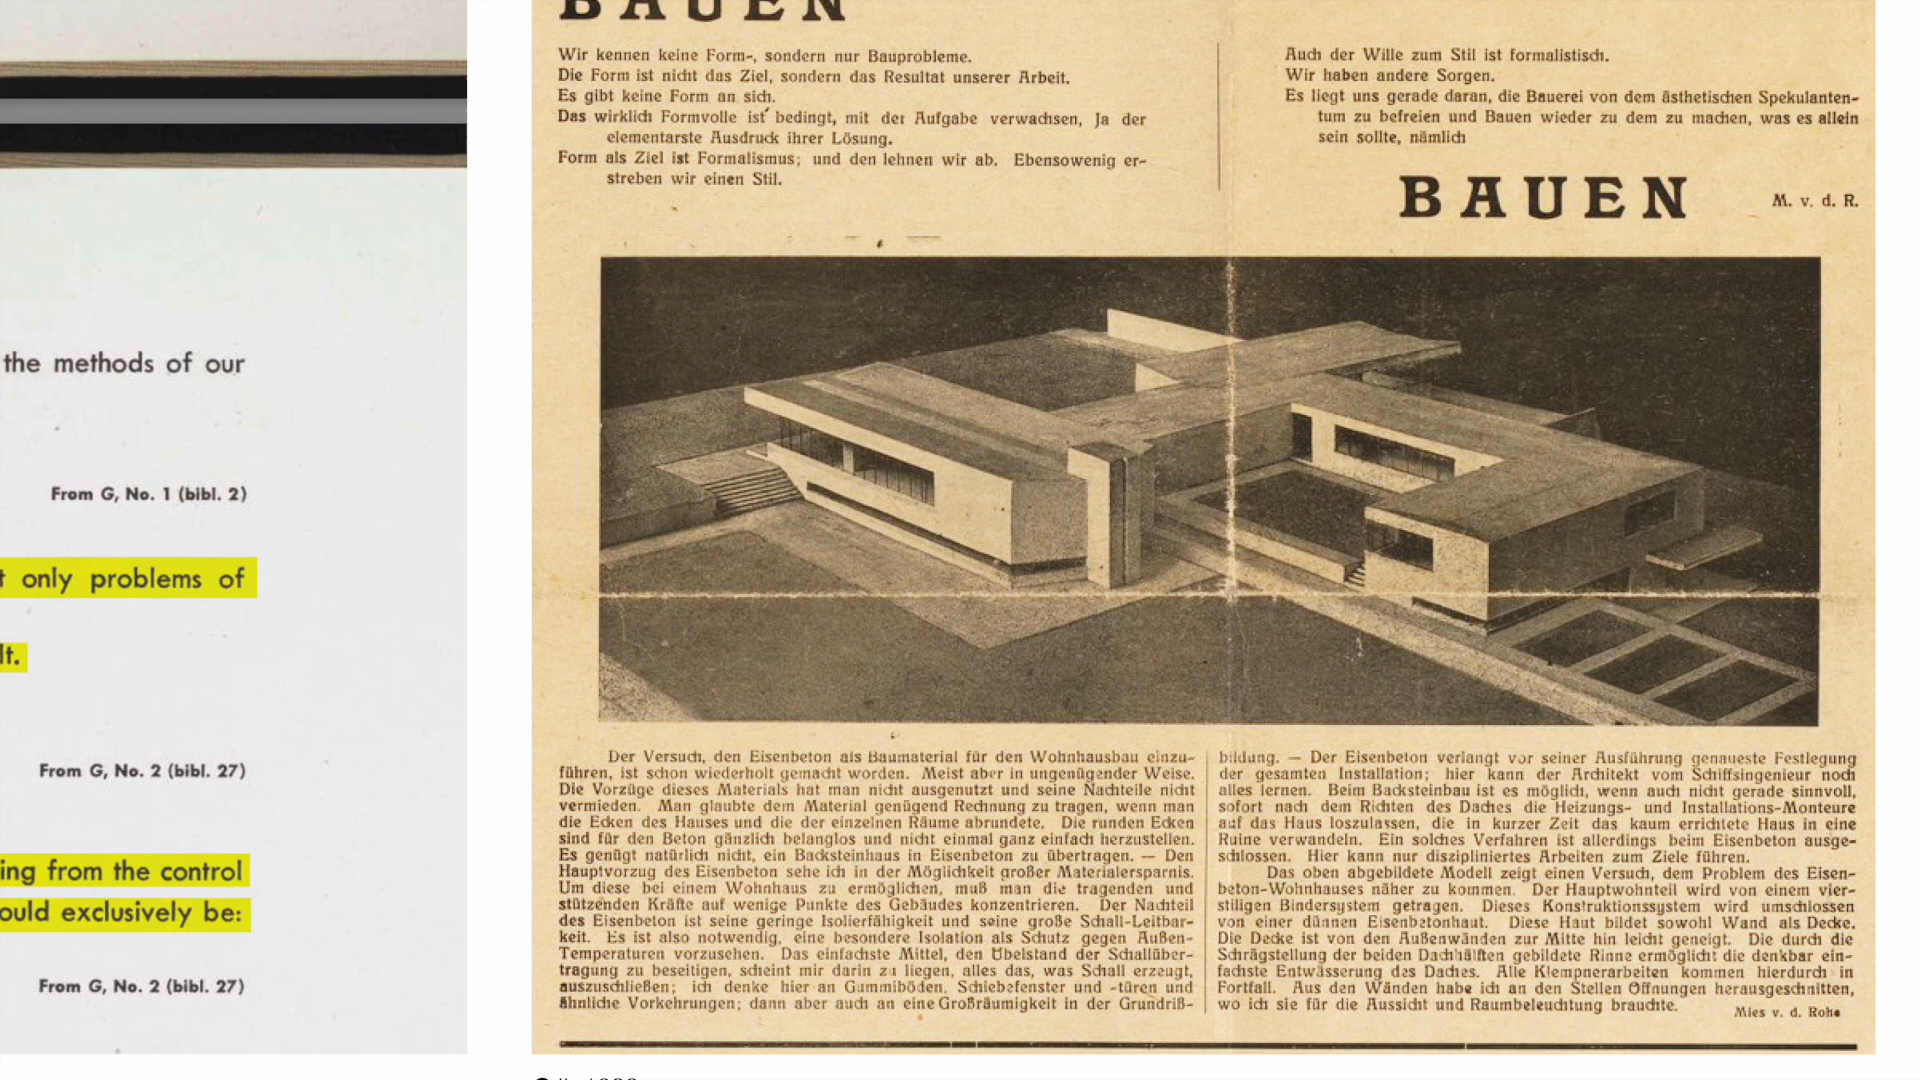 the methods of our
From G, No. 1 (bibl. 2)
only problems of
lt.
From G, No. 2 (bibl. 27)
ing from the control
ould exclusively be:
From G, No. 2 (bibl. 27)
BAUEN
Wir kennen keine Form-, sondern nur Bauprobleme.
Die Form ist nicht das Ziel, sondern das Resultat unserer Arbeit.
Es gibt keine Form an sich.
Das wirklich Formvolle ist bedingt, mit der Aufgabe verwachsen, Ja der
elementarste Ausdruck ihrer Lösung.
Form als Ziel ist Formalismus; und den lehnen wir ab. Ebensowenig er-
streben wir einen Stil.
Auch der Wille zum Stil ist formalistisch.
Wir haben andere Sorgen.
Es liegt uns gerade daran, die Bauerei von dem ästhetischen Spekulanten-
tum zu befreien und Bauen wieder zu dem zu machen, was es allein
sein sollte, nämlich
BAUEN
M. v. d. R.
Der Versuch, den Eisenbeton als Baumaterial für den Wohnhausbau einzu-
führen, ist schon wiederholt gemacht worden. Meist aber in ungenügender Weise.
Die Vorzüge dieses Materials hat man nicht ausgenutzt und seine Nachteile nicht
vermieden. Man glaubte dem Material genügend Rechnung zu tragen, wenn man
die Ecken des Hauses und die der einzelnen Räume abrundete. Die runden Ecken
sind für den Beton gänzlich belanglos und nicht einmal ganz einfach herzustellen.
Es genügt natürlich nicht, ein Backsteinhaus in Eisenbeton zu übertragen. — Den
Hauptvorzug des Eisenbeton sehe ich in der Möglichkeit großer Materialersparnis.
Um diese bei einem Wohnhaus zu ermöglichen, muß man die tragenden und
stützenden Kräfte auf wenige Punkte des Gebäudes konzentrieren. Der Nachteil
des Eisenbeton ist seine geringe Isolierfähigkeit und seine große Schall-Leitbar-
keit. Es ist also notwendig, eine besondere Isolation als Schutz gegen Außen-
Temperaturen vorzusehen. Das einfachste Mittel, den Übelstand der Schallüber-
tragung zu beseitigen, scheint mir darin zu liegen, alles das, was Schall erzeugt,
auszuschließen; ich denke hier an Gummiböden, Schiebefenster und -türen und
ähnliche Vorkehrungen; dann aber auch an eine Großräumigkeit in der Grundriß-
bildung. — Der Eisenbeton verlangt vor seiner Ausführung genaueste Festlegung
der gesamten Installation; hier kann der Architekt vom Schiffsingenieur noch
alles lernen. Beim Backsteinbau ist es möglich, wenn auch nicht gerade sinnvoll,
sofort nach dem Richten des Daches die Heizungs- und Installations-Monteure
auf das Haus loszulassen, die in kurzer Zeit das kaum errichtete Haus in eine
Ruine verwandeln. Ein solches Verfahren ist allerdings beim Eisenbeton ausge-
schlossen. Hier kann nur diszipliniertes Arbeiten zum Ziele führen.
Das oben abgebildete Modell zeigt einen Versuch, dem Problem des Eisen-
beton-Wohnhauses näher zu kommen. Der Hauptwohnteil wird von einem vier-
stiligen Bindersystem getragen. Dieses Konstruktionssystem wird umschlossen
von einer dünnen Eisenbetonhaut. Diese Haut bildet sowohl Wand als Decke.
Die Decke ist von den Außenwänden zur Mitte hin leicht geneigt. Die durch die
Schrägstellung der beiden Dachhälften gebildete Rinne ermöglicht die denkbar ein-
fachste Entwässerung des Daches. Alle Klempnerarbeiten kommen hierdurch in
Fortfall. Aus den Wänden habe ich an den Stellen Öffnungen herausgeschnitten,
wo ich sie für die Aussicht und Raumbeleuchtung brauchte.
Mies v. d. Rohe